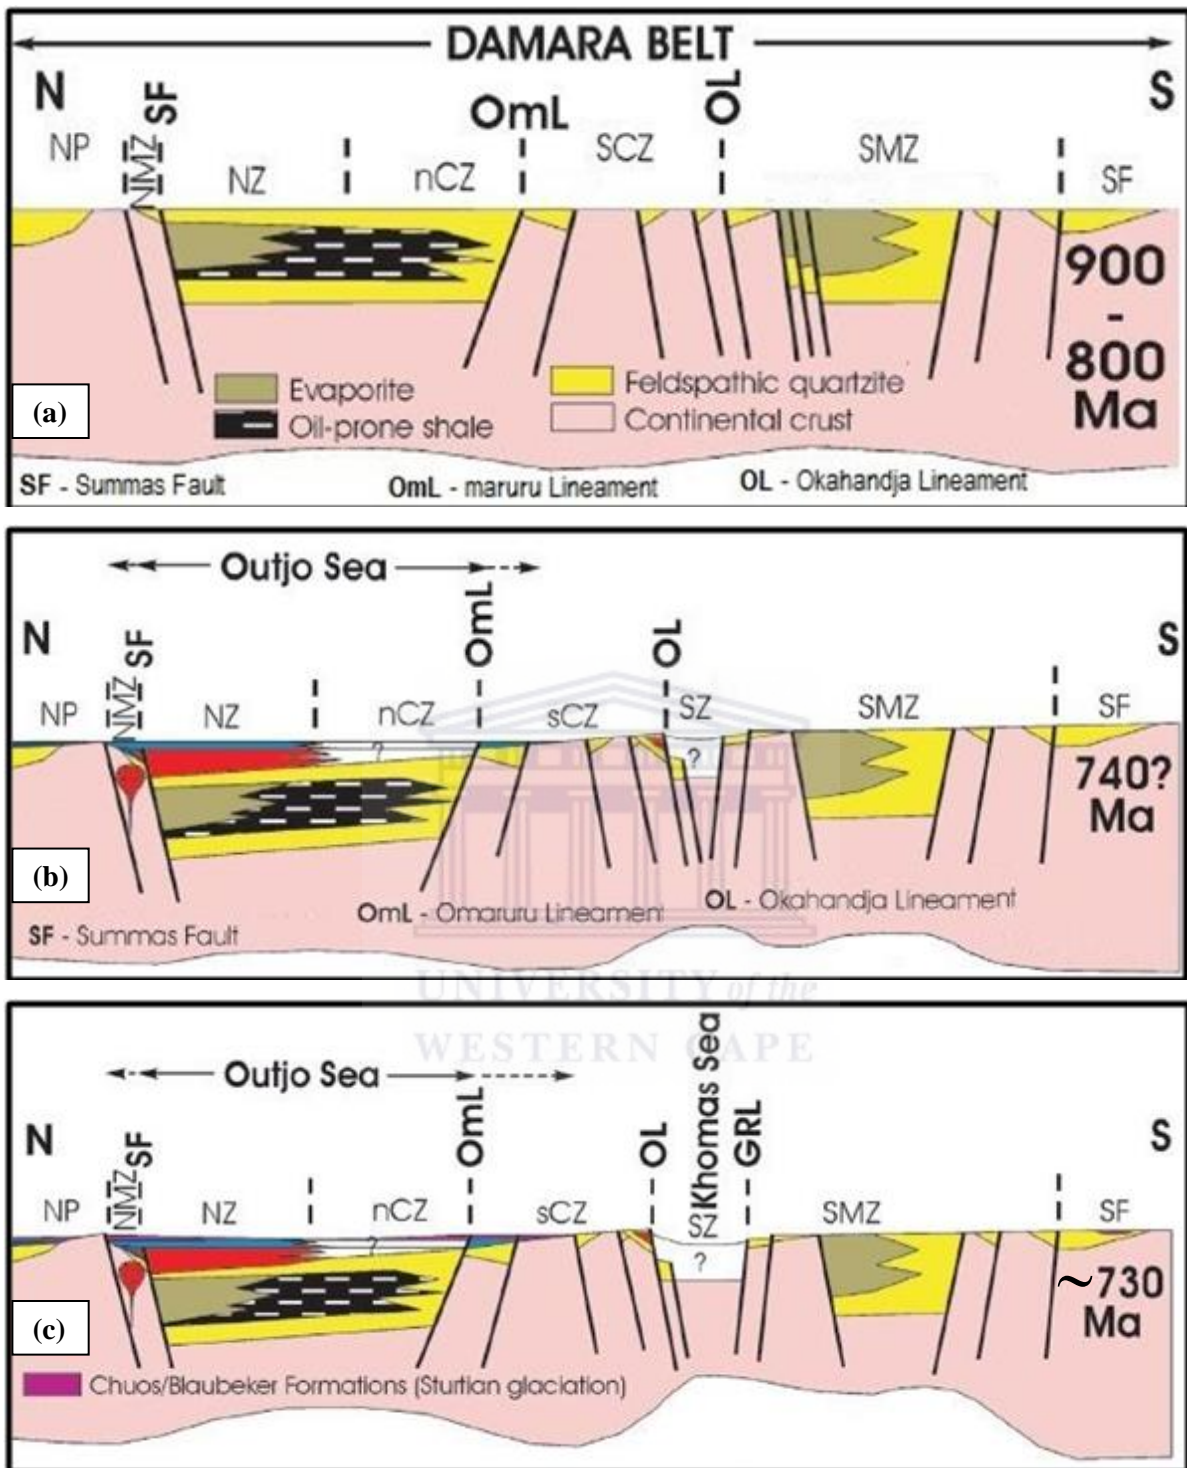 DAMARA BELT
N S
SF OmL OL
NP NMZ NZ nCZ SCZ SMZ SF
900
-
800
Ma
Evaporite Feldspathic quartzite
Oil-prone shale Continental crust
(a)
SF - Summas Fault OmL - maruru Lineament OL - Okahandja Lineament
Outjo Sea
N S
SF OmL OL
NP NMZ NZ nCZ sCZ SZ SMZ SF
? ?
740?
Ma
(b)
OmL - Omaruru Lineament OL - Okahandja Lineament
SF - Summas Fault
UNIVERSITY of the
WESTERN CAPE
Outjo Sea
Khomas Sea
N S
SF OmL OL GRL
NP NMZ NZ nCZ sCZ SZ SMZ SF
? ?
~730
Ma
(c)
Chuos/Blaubeker Formations (Sturtian glaciation)